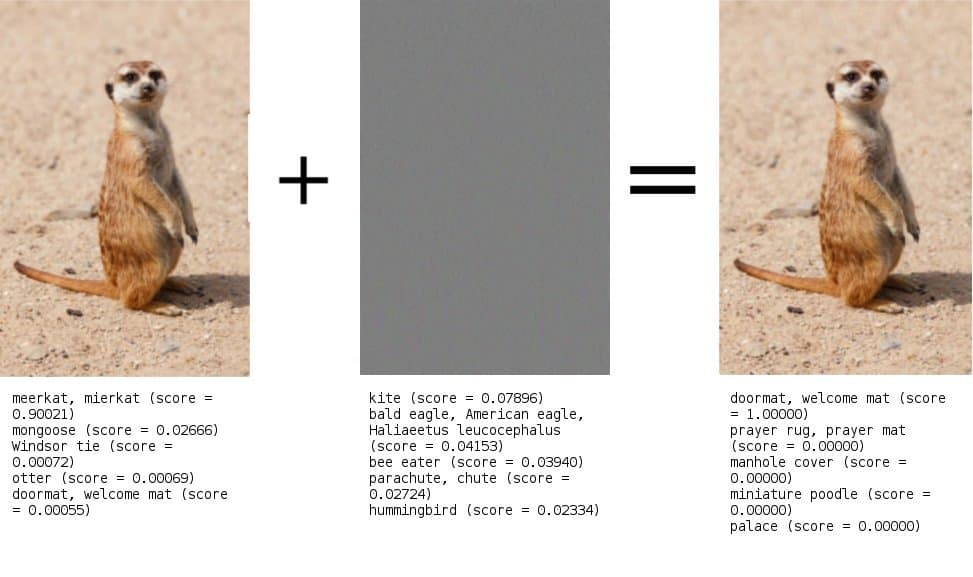 +
=
meerkat, mierkat (score =
0.90021)
mongoose (score = 0.02666)
Windsor tie (score =
0.00072)
otter (score = 0.00069)
doormat, welcome mat (score
= 0.00055)
kite (score = 0.07896)
bald eagle, American eagle,
Haliaeetus leucocephalus
(score = 0.04153)
bee eater (score = 0.03940)
parachute, chute (score =
0.02724)
hummingbird (score = 0.02334)
doormat, welcome mat (score
= 1.00000)
prayer rug, prayer mat
(score = 0.00000)
manhole cover (score =
0.00000)
miniature poodle (score =
0.00000)
palace (score = 0.00000)